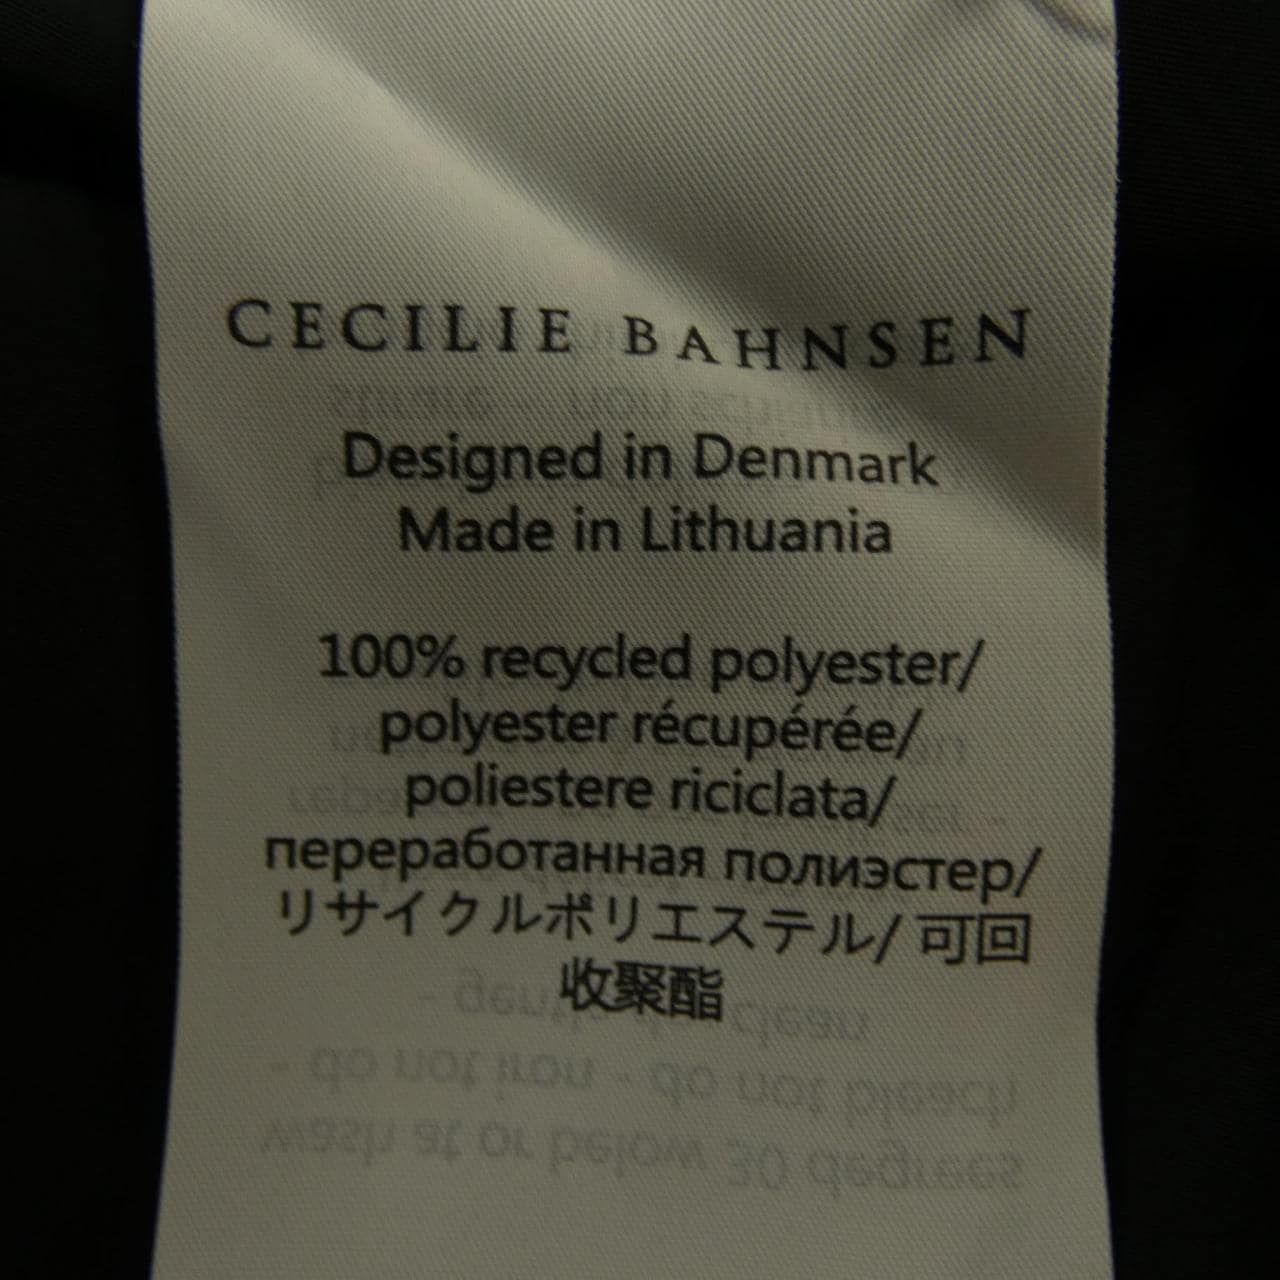 CECILIE BAHNSEN
Designed in Denmark
Made in Lithuania
100% recycled polyester/
polyester récupérée/
poliestere riciclata/
переработанная полиэстер/
リサイクルポリエステル/ 可回
收聚酯